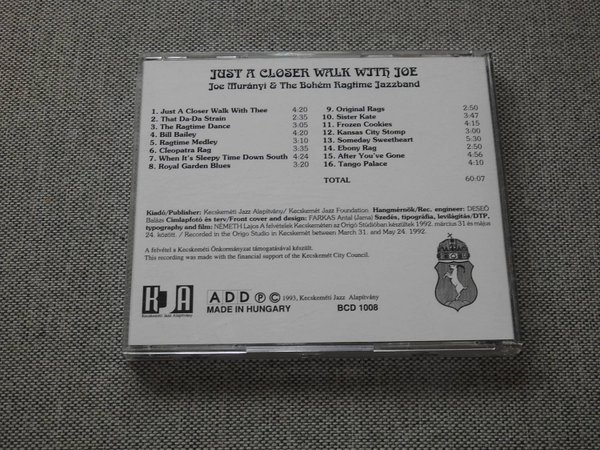 JUST A CLOSER WALK WITH JOE
Joe Murányi & The Bohém Ragtime Jazzband
1. Just A Closer Walk With Thee 4:20
2. That Da-Da Strain 2:35
3. The Ragtime Dance 3:05
4. Bill Bailey 4:20
5. Ragtime Medley 3:10
6. Cleopatra Rag 3:35
7. When It's Sleepy Time Down South 4:24
8. Royal Garden Blues 3:20
9. Original Rags 2:50
10. Sister Kate 3:47
11. Frozen Cookies 4:15
12. Kansas City Stomp 3:00
13. Someday Sweetheart 5:30
14. Ebony Rag 2:50
15. After You've Gone 4:56
16. Tango Palace 4:10
TOTAL 60:07
Kiadó/Publisher: Kecskeméti Jazz Alapítvány/ Kecskemét Jazz Foundation Hangmérnök/Rec. engineer: DESEŐ
Balázs Címlapfotó és terv/Front cover and design: FARKAS Antal (Jama) Szedés, tipográfia, levilágítás/DTP,
typography and film: NÉMETH Lajos A felvételek Kecskeméten az Origó Stúdióban készültek 1992. március 31 és május
24. között. / Recorded in the Origo Studio in Kecskemét between March 31. and May 24. 1992.
A felvétel a Kecskeméti Önkormányzat támogatásával készült.
This recording was made with the financial support of the Kecskemét City Council.
K A
Kecskeméti Jazz Alapítvány
ADD Ⓟ © 1993, Kecskeméti Jazz Alapítvány
MADE IN HUNGARY BCD 1008